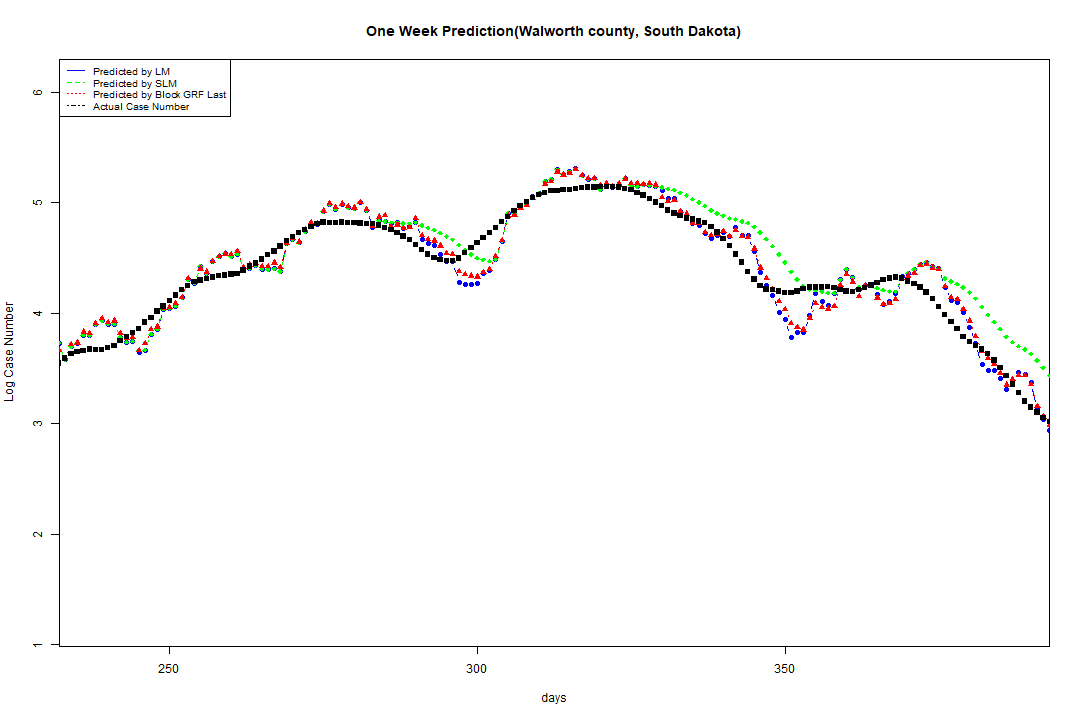 One Week Prediction(Walworth county, South Dakota)
Predicted by LM
Predicted by SLM
Predicted by Block GRF Last
Actual Case Number
6
5
4
3
2
1
Log Case Number
250
300
350
days